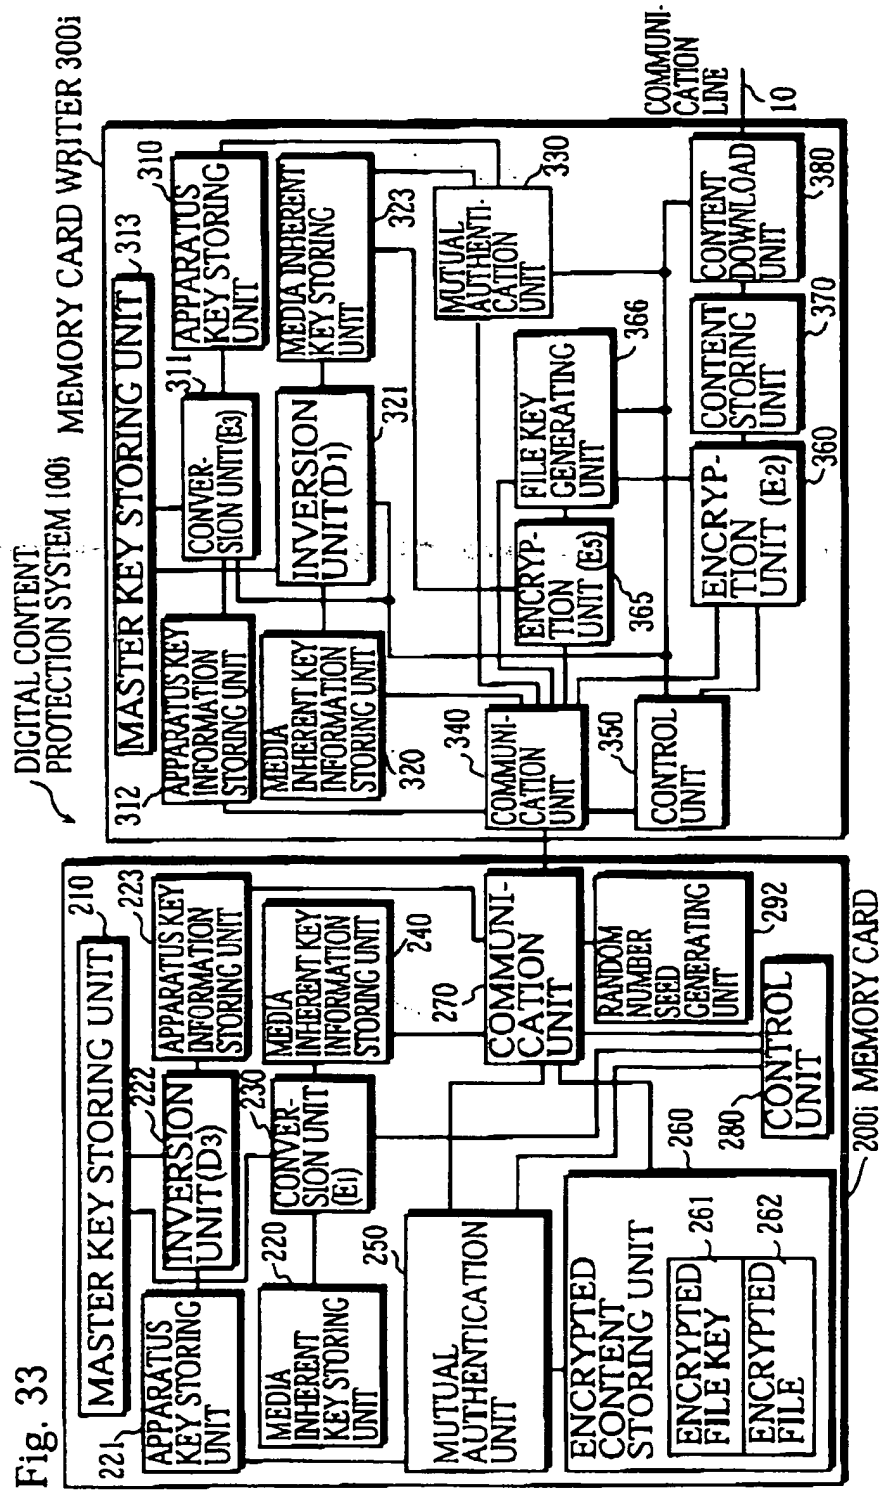 Fig. 33
DIGITAL CONTENT
PROTECTION SYSTEM 100i
MEMORY CARD WRITER 300i
MASTER KEY STORING UNIT
210
221
APPARATUS
KEY STORING
UNIT
222
INVERSION
UNIT(D3)
223
APPARATUS KEY
INFORMATION
STORING UNIT
220
MEDIA
INHERENT
KEY STORING
UNIT
230
CONVER-
SION UNIT
(E1)
240
MEDIA
INHERENT KEY
INFORMATION
STORING UNIT
250
MUTUAL
AUTHENTICATION
UNIT
270
COMMUNI-
CATION
UNIT
RANDOM
NUMBER
SEED
GENERATING
UNIT
292
260
ENCRYPTED
CONTENT
STORING UNIT
ENCRYPTED
FILE KEY
261
ENCRYPTED
FILE
262
280
CONTROL
UNIT
200i MEMORY CARD
MASTER KEY STORING UNIT
313
312
APPARATUS KEY
INFORMATION
STORING UNIT
311
CONVER-
SION UNIT(E3)
310
APPARATUS
KEY STORING
UNIT
MEDIA
INHERENT KEY
INFORMATION
STORING UNIT
320
INVERSION
UNIT(D1)
321
MEDIA INHERENT
KEY STORING
UNIT
323
340
COMMUNI-
CATION
UNIT
MUTUAL
AUTHENTI-
CATION
UNIT
330
ENCRYP-
TION
UNIT (E5)
365
FILE KEY
GENERATING
UNIT
366
350
CONTROL
UNIT
ENCRYP-
TION
UNIT (E2)
360
CONTENT
STORING
UNIT
370
CONTENT
DOWNLOAD
UNIT
380
COMMUNI-
CATION
LINE
10